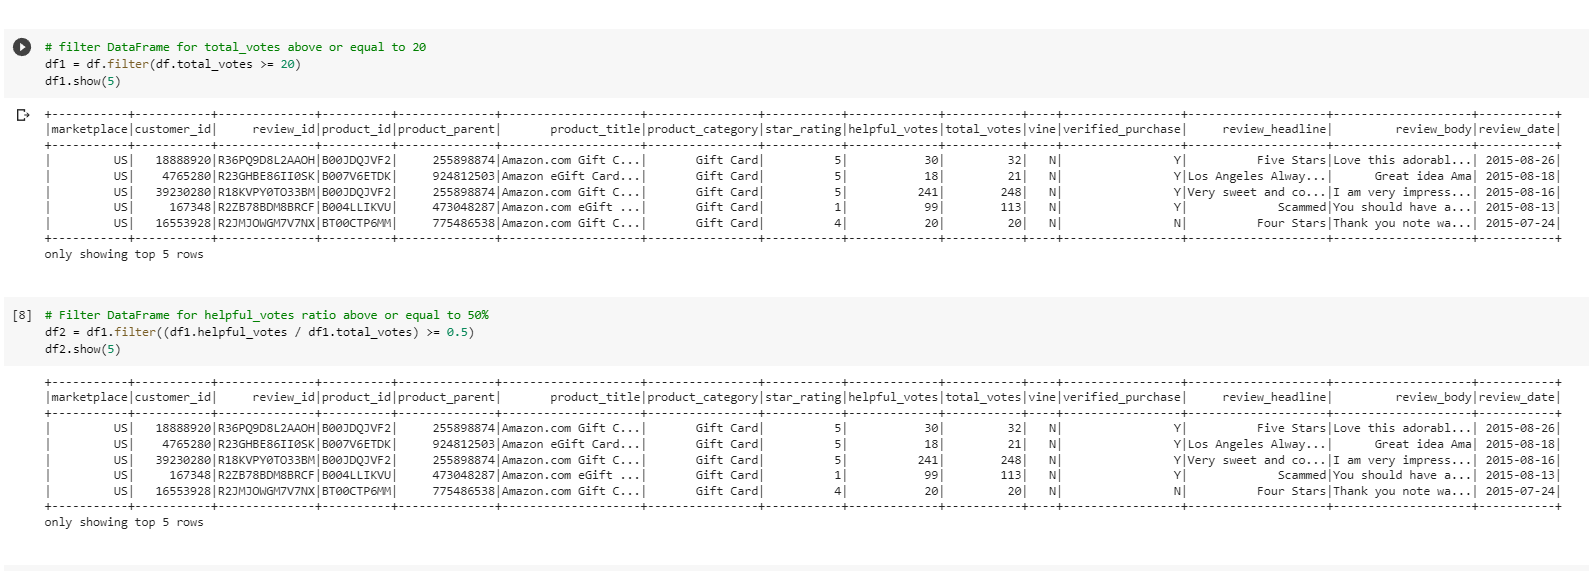 # filter DataFrame for total_votes above or equal to 20
df1 = df.filter(df.total_votes >= 20)
df1.show(5)
+-----------+-----------+--------------+----------+--------------+--------------------+----------------+-----------+-------------+-----------+----+-----------------+--------------------+--------------------+-----------+
|marketplace|customer_id|     review_id|product_id|product_parent|       product_title|product_category|star_rating|helpful_votes|total_votes|vine|verified_purchase|     review_headline|         review_body|review_date|
+-----------+-----------+--------------+----------+--------------+--------------------+----------------+-----------+-------------+-----------+----+-----------------+--------------------+--------------------+-----------+
|         US|   18888920|R36PQ9D8L2AAOH|B00JDQJVF2|     255898874|Amazon.com Gift C...|       Gift Card|          5|           30|         32|   N|                Y|          Five Stars|Love this adorabl...| 2015-08-26|
|         US|    4765280|R23GHBE86II0SK|B007V6ETDK|     924812503|Amazon eGift Card...|       Gift Card|          5|           18|         21|   N|                Y|Los Angeles Alway...|      Great idea Ama| 2015-08-18|
|         US|   39230280|R18KVPY0TO33BM|B00JDQJVF2|     255898874|Amazon.com Gift C...|       Gift Card|          5|          241|        248|   N|                Y|Very sweet and co...|I am very impress...| 2015-08-16|
|         US|     167348|R2ZB78BDM8BRCF|B004LLIKVU|     473048287|Amazon.com eGift ...|       Gift Card|          1|           99|        113|   N|                Y|             Scammed|You should have a...| 2015-08-13|
|         US|   16553928|R2JMJOWGM7V7NX|BT00CTP6MM|     775486538|Amazon.com Gift C...|       Gift Card|          4|           20|         20|   N|                N|          Four Stars|Thank you note wa...| 2015-07-24|
+-----------+-----------+--------------+----------+--------------+--------------------+----------------+-----------+-------------+-----------+----+-----------------+--------------------+--------------------+-----------+
only showing top 5 rows
[8] # Filter DataFrame for helpful_votes ratio above or equal to 50%
df2 = df1.filter((df1.helpful_votes / df1.total_votes) >= 0.5)
df2.show(5)
+-----------+-----------+--------------+----------+--------------+--------------------+----------------+-----------+-------------+-----------+----+-----------------+--------------------+--------------------+-----------+
|marketplace|customer_id|     review_id|product_id|product_parent|       product_title|product_category|star_rating|helpful_votes|total_votes|vine|verified_purchase|     review_headline|         review_body|review_date|
+-----------+-----------+--------------+----------+--------------+--------------------+----------------+-----------+-------------+-----------+----+-----------------+--------------------+--------------------+-----------+
|         US|   18888920|R36PQ9D8L2AAOH|B00JDQJVF2|     255898874|Amazon.com Gift C...|       Gift Card|          5|           30|         32|   N|                Y|          Five Stars|Love this adorabl...| 2015-08-26|
|         US|    4765280|R23GHBE86II0SK|B007V6ETDK|     924812503|Amazon eGift Card...|       Gift Card|          5|           18|         21|   N|                Y|Los Angeles Alway...|      Great idea Ama| 2015-08-18|
|         US|   39230280|R18KVPY0TO33BM|B00JDQJVF2|     255898874|Amazon.com Gift C...|       Gift Card|          5|          241|        248|   N|                Y|Very sweet and co...|I am very impress...| 2015-08-16|
|         US|     167348|R2ZB78BDM8BRCF|B004LLIKVU|     473048287|Amazon.com eGift ...|       Gift Card|          1|           99|        113|   N|                Y|             Scammed|You should have a...| 2015-08-13|
|         US|   16553928|R2JMJOWGM7V7NX|BT00CTP6MM|     775486538|Amazon.com Gift C...|       Gift Card|          4|           20|         20|   N|                N|          Four Stars|Thank you note wa...| 2015-07-24|
+-----------+-----------+--------------+----------+--------------+--------------------+----------------+-----------+-------------+-----------+----+-----------------+--------------------+--------------------+-----------+
only showing top 5 rows